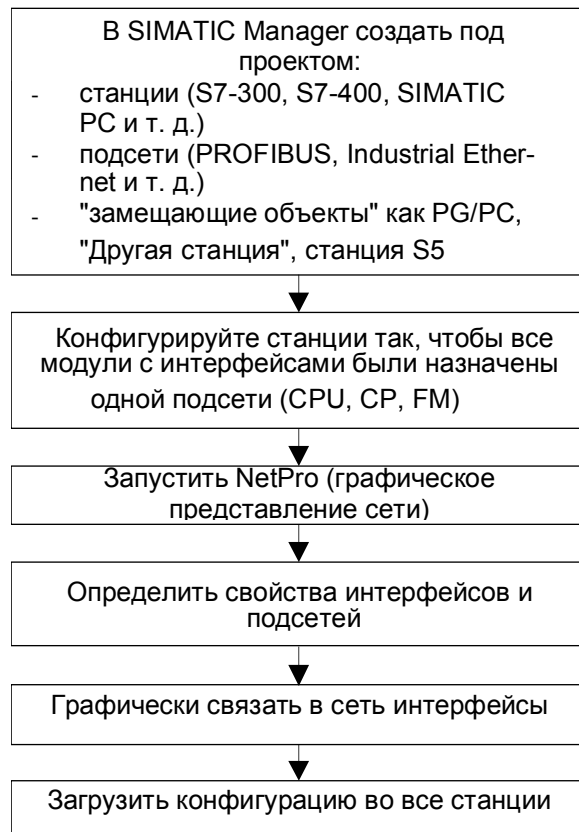 В SIMATIC Manager создать под
проектом:
- станции (S7-300, S7-400, SIMATIC
PC и т. д.)
- подсети (PROFIBUS, Industrial Ether-
net и т. д.)
- "замещающие объекты" как PG/PC,
"Другая станция", станция S5
Конфигурируйте станции так, чтобы все
модули с интерфейсами были назначены
одной подсети (CPU, CP, FM)
Запустить NetPro (графическое
представление сети)
Определить свойства интерфейсов и
подсетей
Графически связать в сеть интерфейсы
Загрузить конфигурацию во все станции